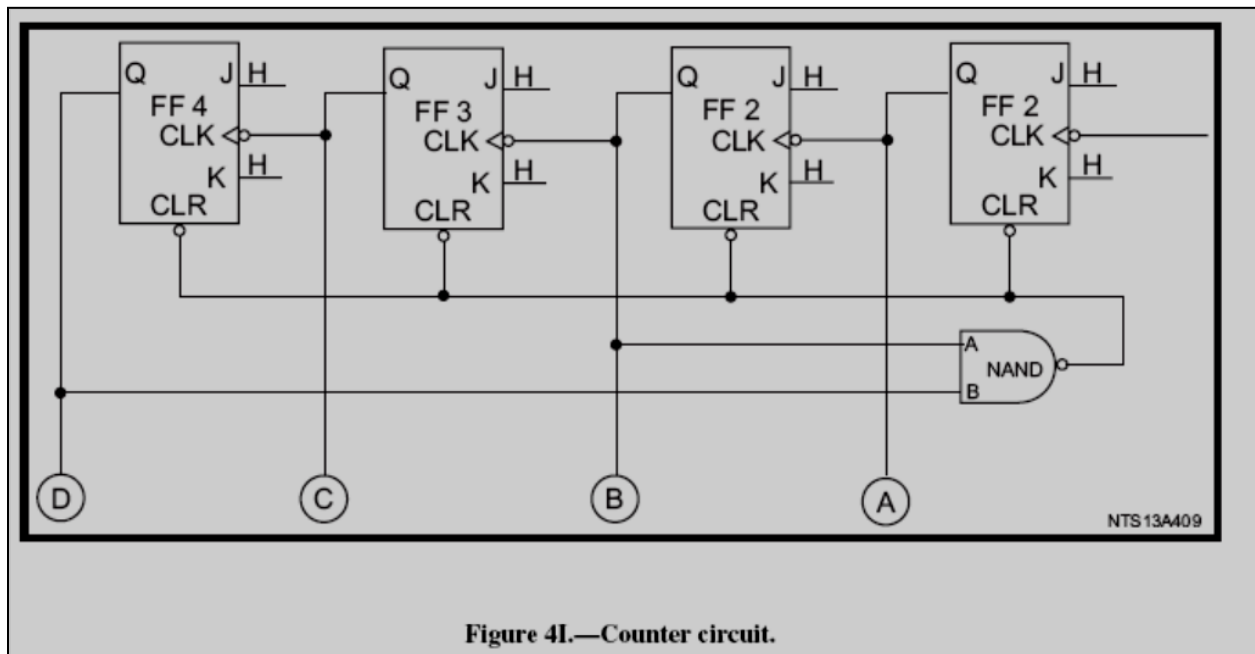 Q J H
FF 4
CLK
K H
CLR
Q J H
FF 3
CLK
K H
CLR
Q J H
FF 2
CLK
K H
CLR
Q J H
FF 2
CLK
K H
CLR
A
NAND
B
D
C
B
A
NTS13A409
Figure 4I.—Counter circuit.